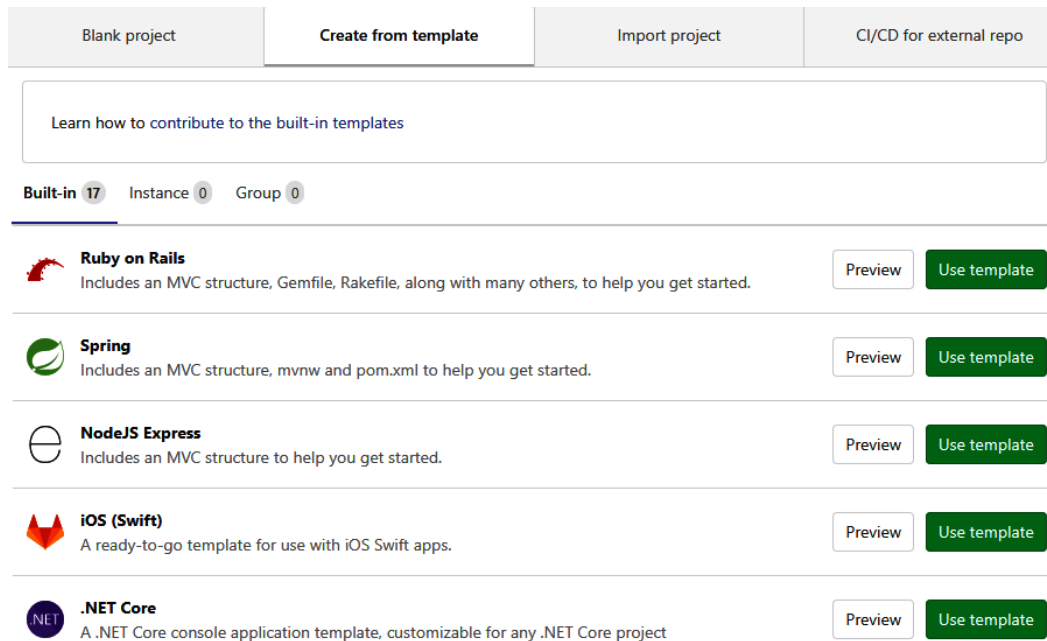 Blank project
Create from template
Import project
CI/CD for external repo
Learn how to contribute to the built-in templates
Built-in 17
Instance 0
Group 0
Ruby on Rails
Includes an MVC structure, Gemfile, Rakefile, along with many others, to help you get started.
Preview
Use template
Spring
Includes an MVC structure, mvnw and pom.xml to help you get started.
Preview
Use template
NodeJS Express
Includes an MVC structure to help you get started.
Preview
Use template
iOS (Swift)
A ready-to-go template for use with iOS Swift apps.
Preview
Use template
.NET
.NET Core
A .NET Core console application template, customizable for any .NET Core project
Preview
Use template